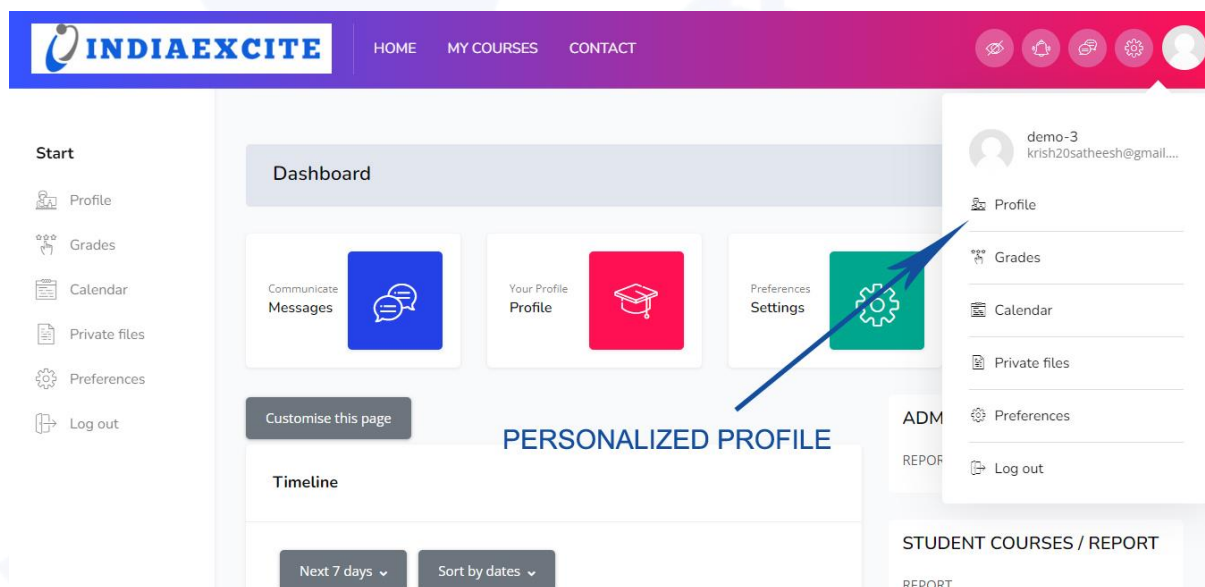 INDIAEXCITE
HOME MY COURSES CONTACT
demo-3
krish20satheesh@gmail....
Start
Profile
Grades
Calendar
Private files
Preferences
Log out
Dashboard
Communicate
Messages
Your Profile
Profile
Preferences
Settings
Profile
Grades
Calendar
Private files
Preferences
Log out
Customise this page
PERSONALIZED PROFILE
Timeline
Next 7 days
Sort by dates
ADM
REPOR
STUDENT COURSES / REPORT
REPORT